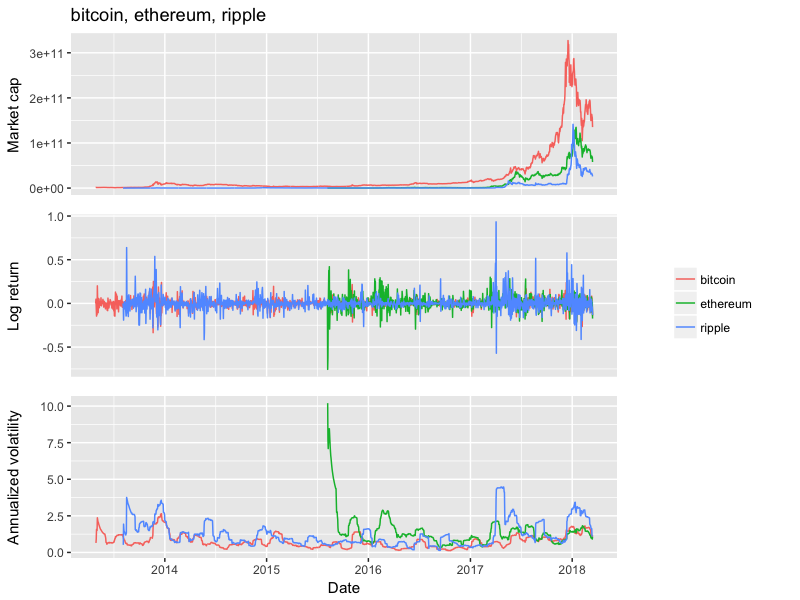 bitcoin, ethereum, ripple
Market cap
3e+11
2e+11
1e+11
0e+00
Log return
1.0
0.5
0.0
-0.5
bitcoin
ethereum
ripple
Annualized volatility
10.0
7.5
5.0
2.5
0.0
2014 2015 2016 2017 2018
Date